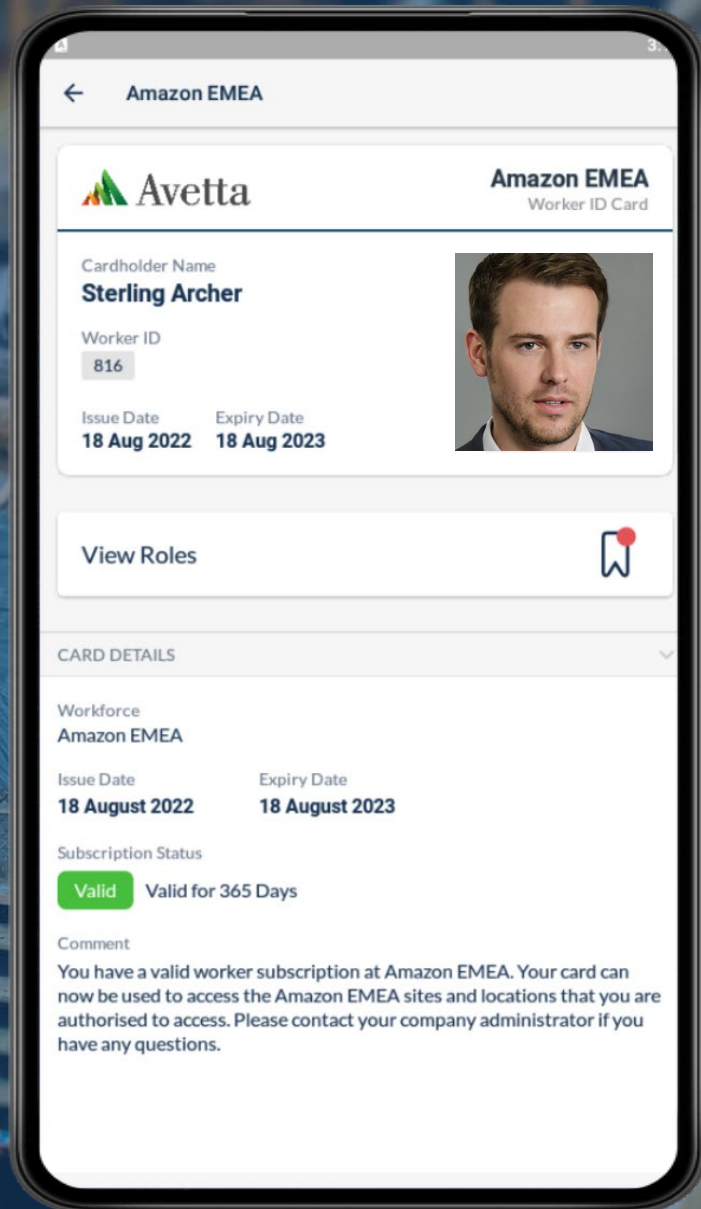 Amazon EMEA
Avetta
Amazon EMEA
Worker ID Card
Cardholder Name
Sterling Archer
Worker ID
816
Issue Date Expiry Date
18 Aug 2022 18 Aug 2023
View Roles
CARD DETAILS
Workforce
Amazon EMEA
Issue Date Expiry Date
18 August 2022 18 August 2023
Subscription Status
Valid Valid for 365 Days
Comment
You have a valid worker subscription at Amazon EMEA. Your card can
now be used to access the Amazon EMEA sites and locations that you are
authorised to access. Please contact your company administrator if you
have any questions.